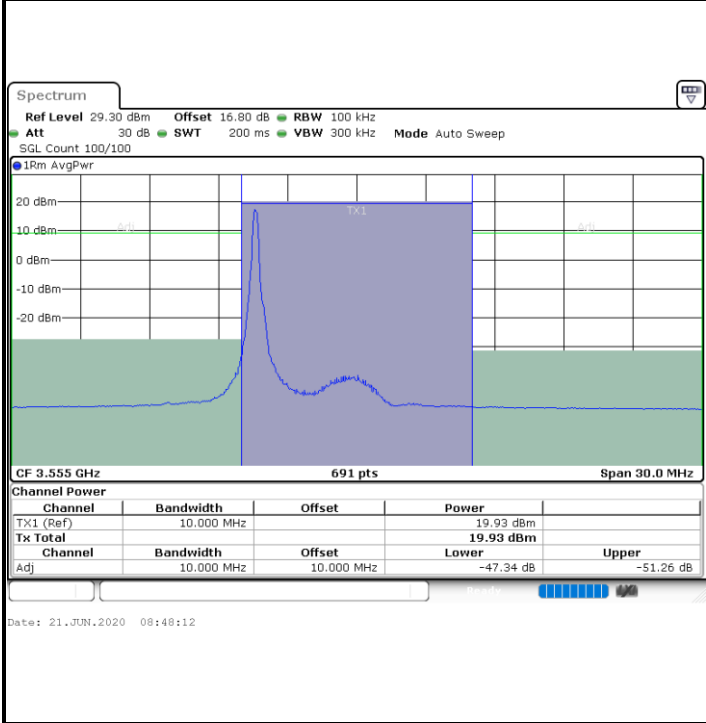 Spectrum
Ref Level 29.30 dBm Offset 16.80 dB RBW 100 kHz
Att 30 dB SWT 200 ms VBW 300 kHz Mode Auto Sweep
SGL Count 100/100
1Rm AvgPwr
20 dBm
TX1
Adj Adj
10 dBm
0 dBm
-10 dBm
-20 dBm
CF 3.555 GHz 691 pts Span 30.0 MHz
Channel Power
Channel Bandwidth Offset Power
TX1 (Ref) 10.000 MHz 19.93 dBm
Tx Total 19.93 dBm
Channel Bandwidth Offset Lower Upper
Adj 10.000 MHz 10.000 MHz -47.34 dB -51.26 dB
Ready
Date: 21.JUN.2020 08:48:12